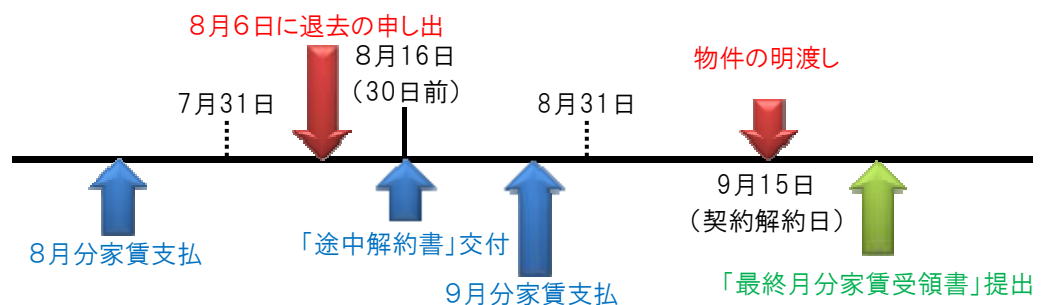 8月6日に退去の申し出
8月16日
(30日前)
物件の明渡し
7月31日
8月31日
9月15日
(契約解約日)
8月分家賃支払
「途中解約書」交付
9月分家賃支払
「最終月分家賃受領書」提出